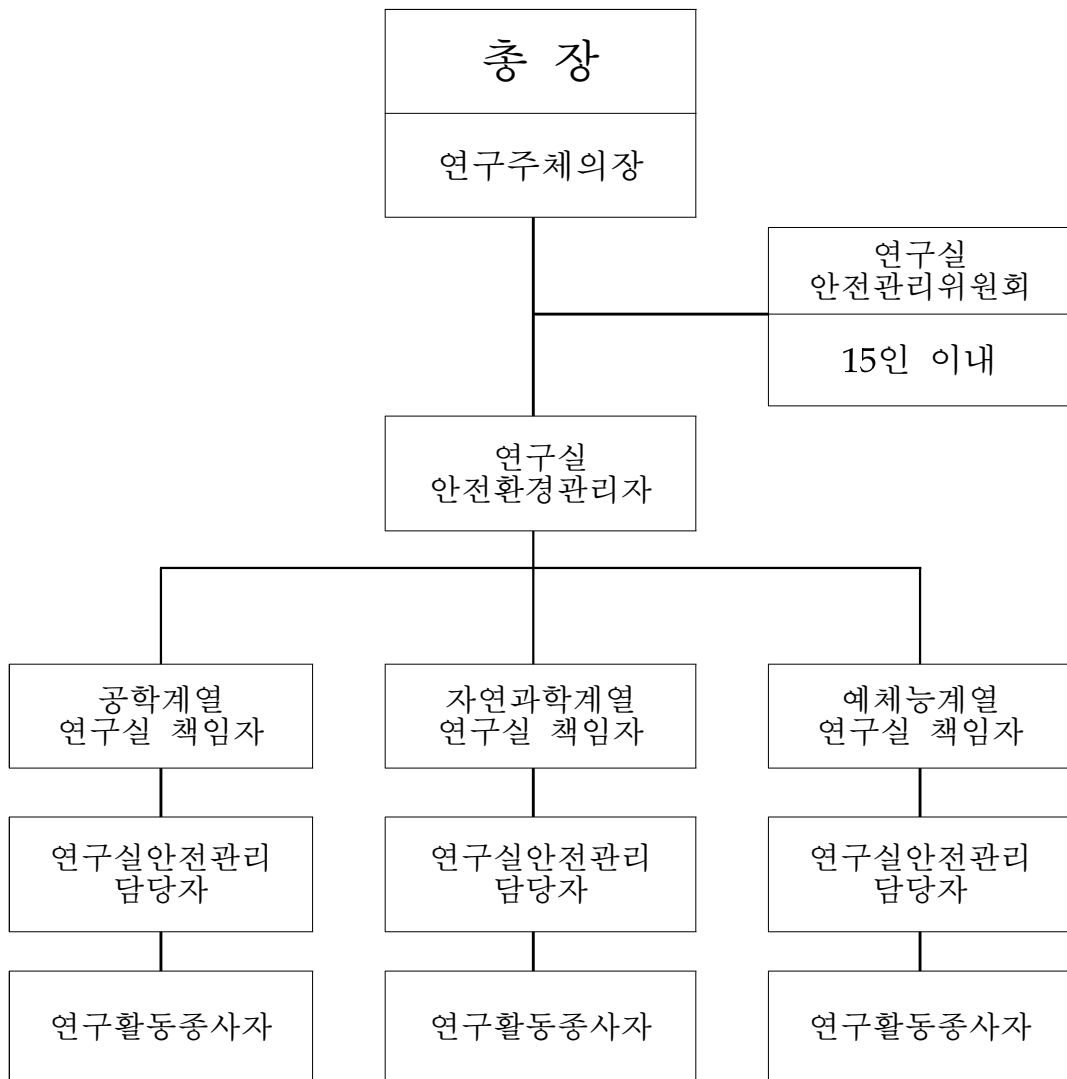 총 장
연구주체의장
연구실
안전관리위원회
15인 이내
연구실
안전환경관리자
공학계열
연구실 책임자
자연과학계열
연구실 책임자
예체능계열
연구실 책임자
연구실안전관리
담당자
연구실안전관리
담당자
연구실안전관리
담당자
연구활동종사자
연구활동종사자
연구활동종사자